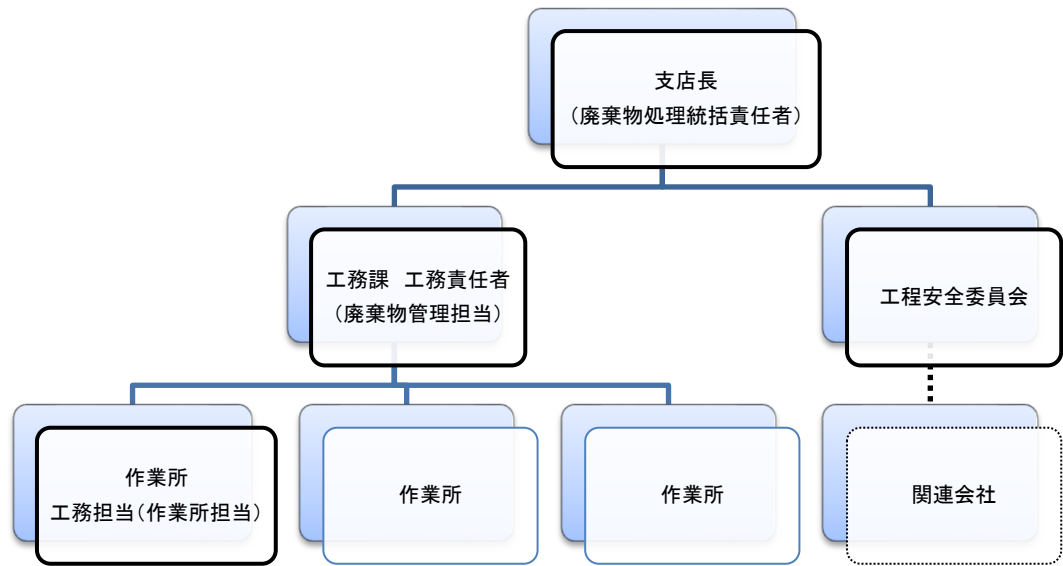 支店長
（廃棄物処理統括責任者）
工務課　工務責任者
（廃棄物管理担当）
工程安全委員会
作業所
工務担当（作業所担当）
作業所
作業所
関連会社